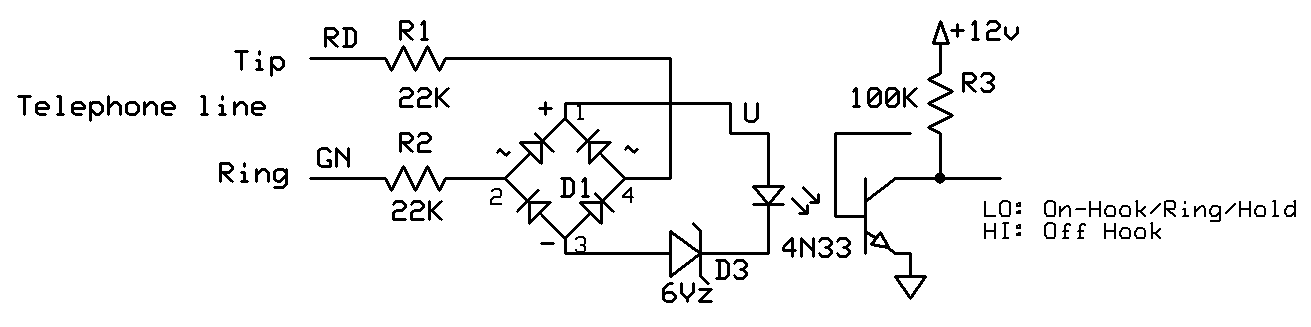 RD
R1
Tip
22K
Telephone line
Ring
GN
R2
22K
+
1
~
~
2
D1
4
-
3
U
6Vz
D3
4N33
+12v
R3
100K
LO: On-Hook/Ring/Hold
HI: Off Hook